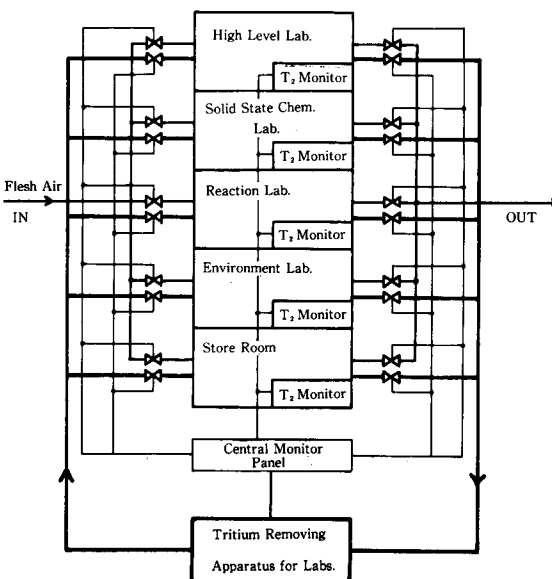 High Level Lab.
T₂ Monitor
Solid State Chem.
Lab.
T₂ Monitor
Flesh Air
IN
Reaction Lab.
OUT
T₂ Monitor
Environment Lab.
T₂ Monitor
Store Room
T₂ Monitor
Central Monitor
Panel
Tritium Removing
Apparatus for Labs.